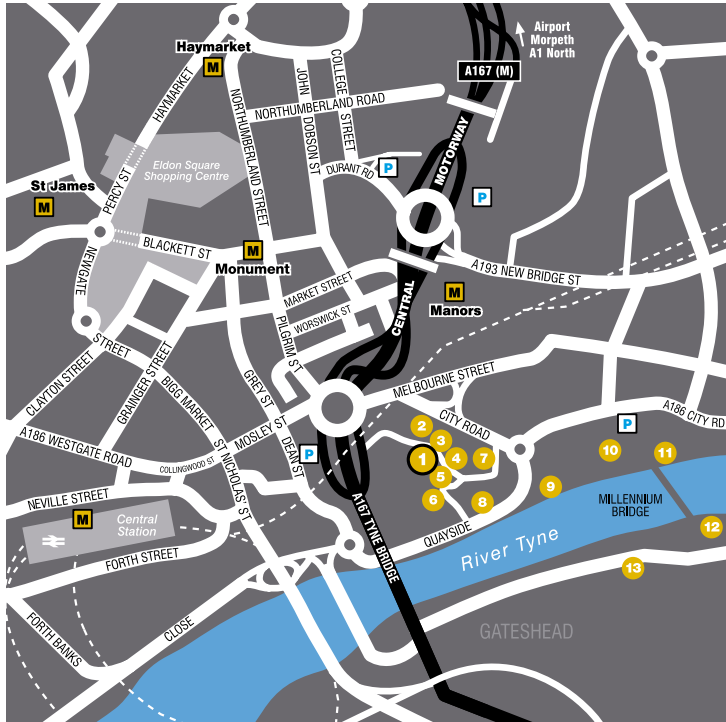 Airport
Morpeth
A1 North
Haymarket
M
A167 (M)
HAYMARKET
NORTHUMBERLAND STREET
JOHN DOBSON ST
COLLEGE STREET
NORTHUMBERLAND ROAD
MOTORWAY
Eldon Square
Shopping Centre
DURANT RD
P
P
St James
M
PERCY ST
BLACKETT ST
M
Monument
NEWGATE
STREET
A193 NEW BRIDGE ST
M
Manors
MARKET STREET
WORSWICK ST
CENTRAL
PILGRIM ST
CLAYTON STREET
GRAINGER STREET
BIGG MARKET
GREY ST
MELBOURNE STREET
CITY ROAD
A186 CITY RD
P
A186 WESTGATE ROAD
COLLINGWOOD ST
MOSLEY ST
DEAN ST
ST NICHOLAS' ST
P
2
3
1
4
7
5
6
8
9
10
11
12
13
NEVILLE STREET
M
Central
Station
FORTH STREET
A167 TYNE BRIDGE
QUAYSIDE
MILLENNIUM
BRIDGE
River Tyne
FORTH BANKS
CLOSE
GATESHEAD